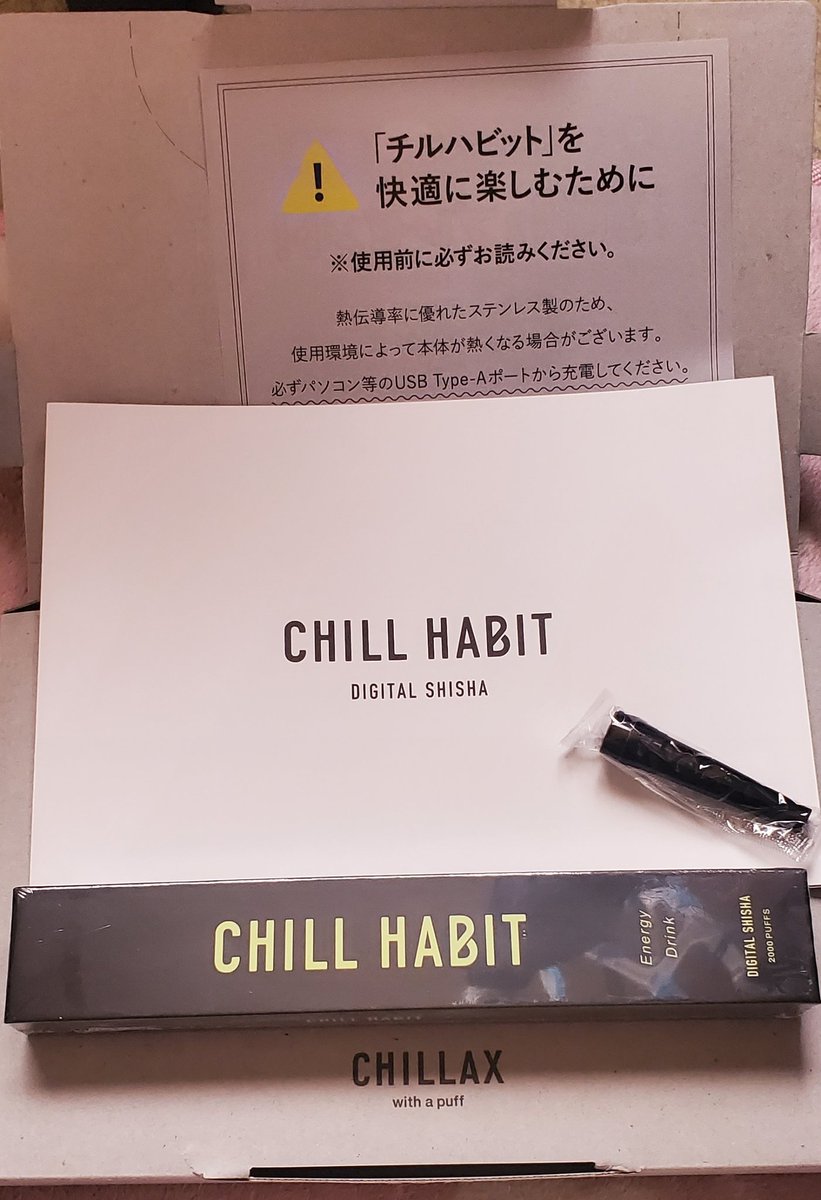 !
「チルハビット」を
快適に楽しむために
※使用前に必ずお読みください。
熱伝導率に優れたステンレス製のため、
使用環境によって本体が熱くなる場合がございます。
必ずパソコン等のUSB Type-Aポートから充電してください。
CHILL HABIT
DIGITAL SHISHA
CHILL HABIT
Energy
Drink
DIGITAL SHISHA
2000 PUFFS
CHILL HABIT
CHILLAX
with a puff